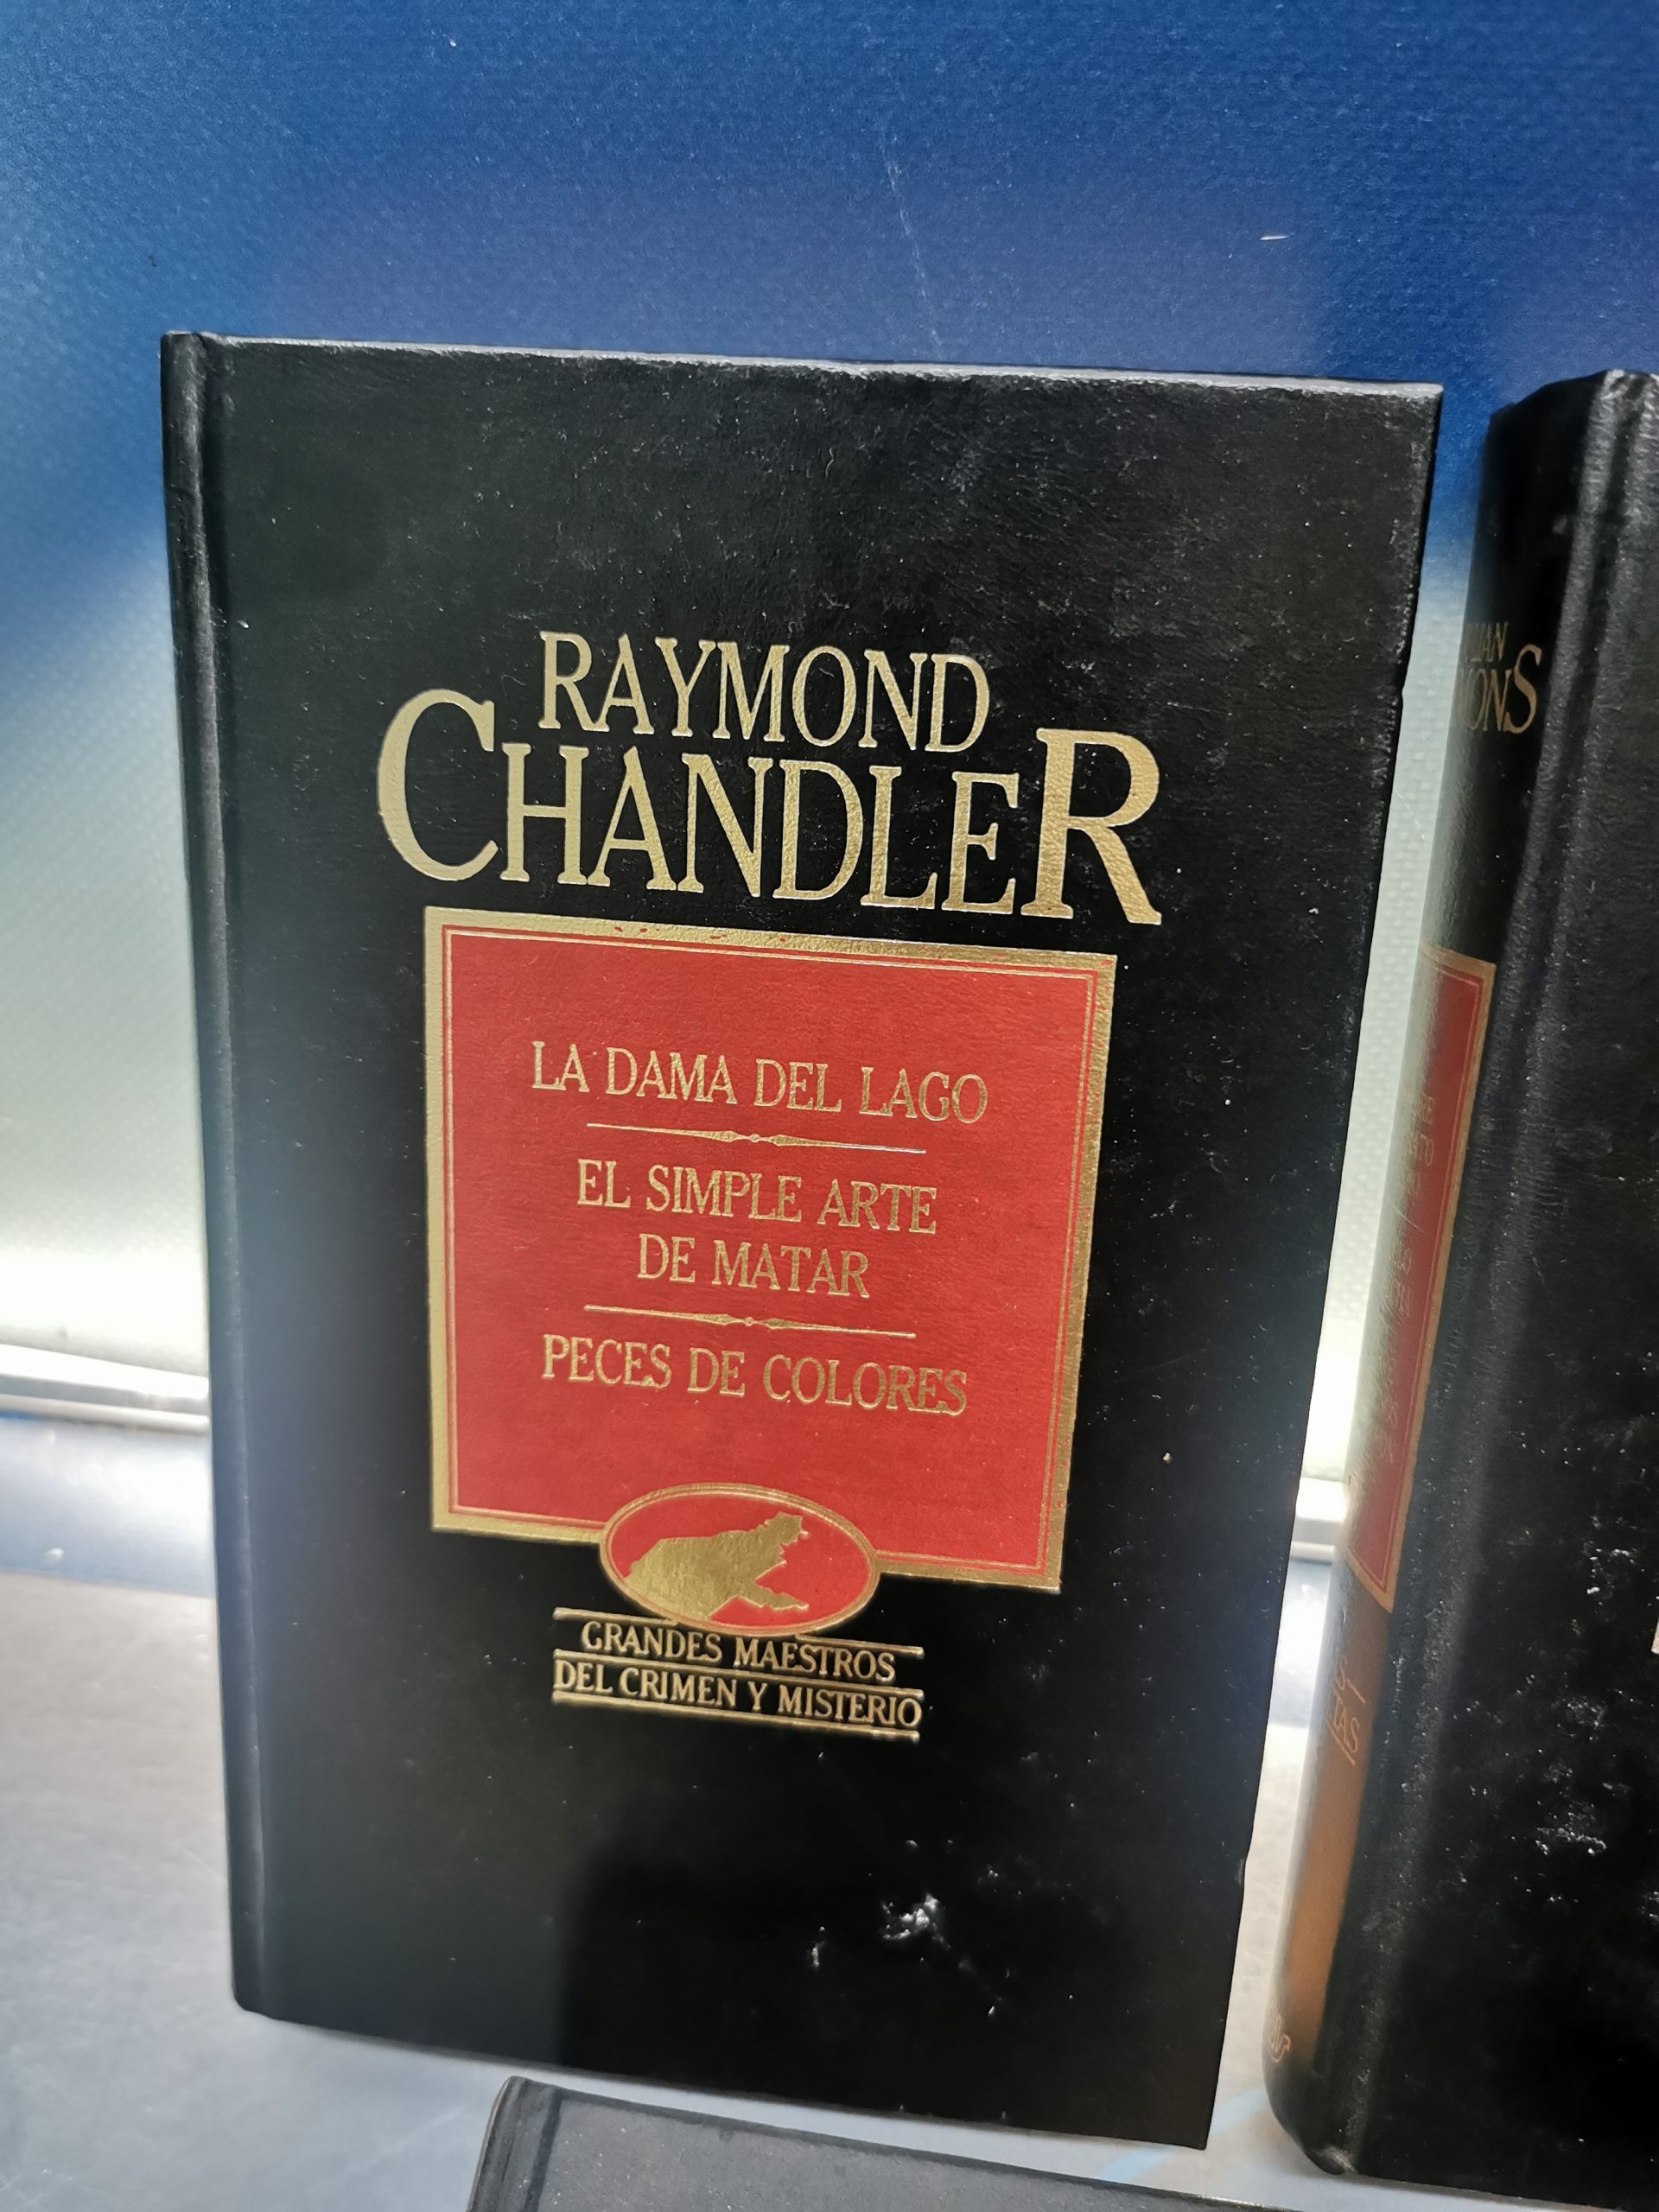 RAYMOND
CHANDLER
LA DAMA DEL LAGO
EL SIMPLE ARTE
DE MATAR
PECES DE COLORES
GRANDES MAESTROS
DEL CRIMEN Y MISTERIO